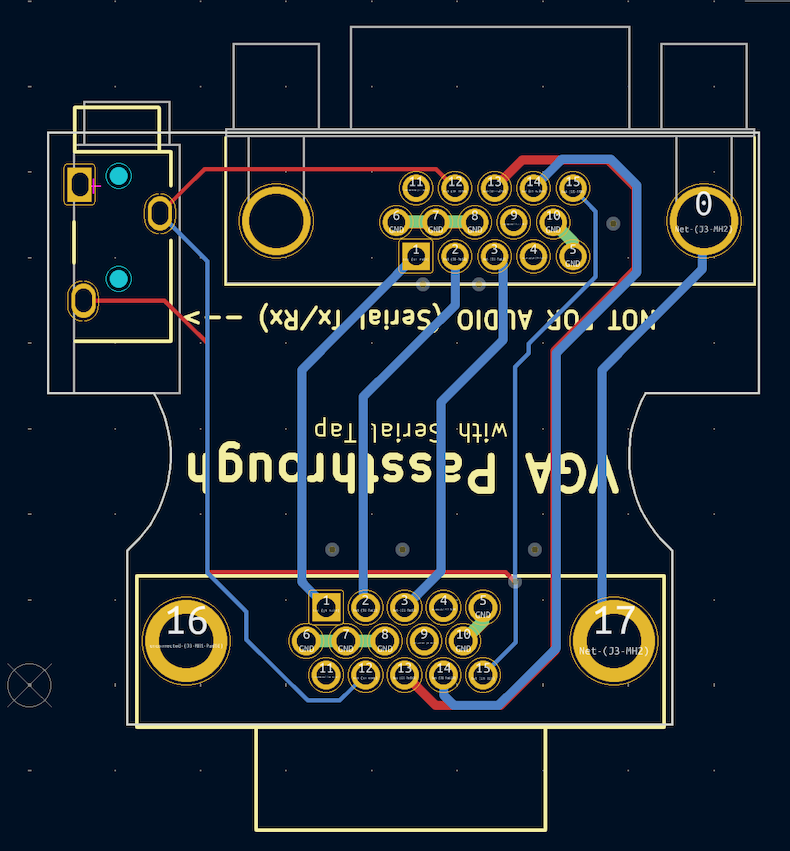 11 12 13 14 15
0
6 7 8 9 10
GND GND GND GND
Net-(J3-MH2)
1 2 3 4 5
GND
NOT FOR AUDIO (Serial Tx/Rx) -->
with Serial Tap
VGA Passthrough
1 2 3 4 5
GND
16 17
6 7 8 9 10
GND GND GND GND
Net-(J3-MH2)
11 12 13 14 15